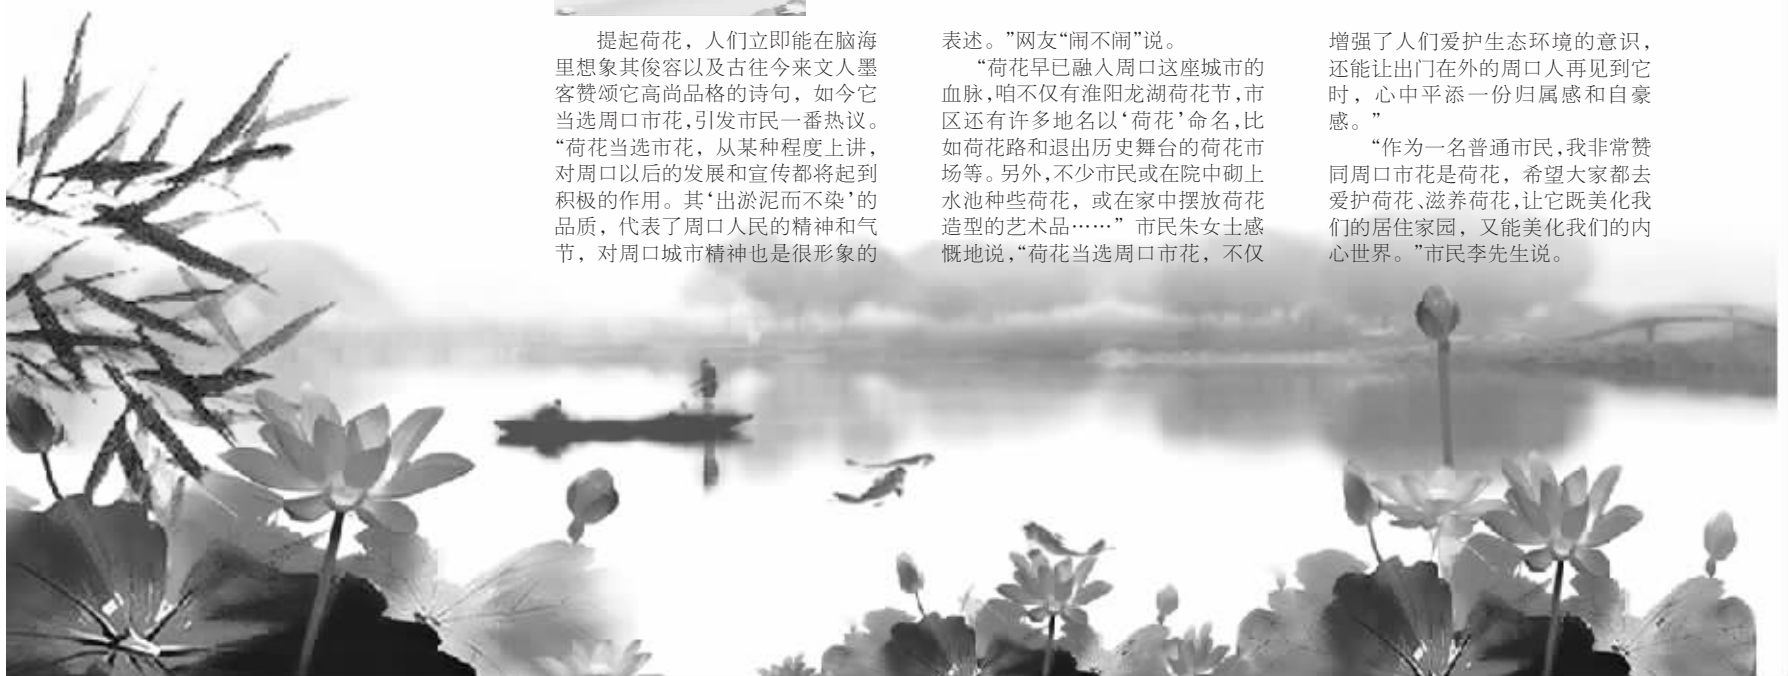 提起荷花，人们立即能在脑海
里想象其俊容以及古往今来文人墨
客赞颂它高尚品格的诗句，如今它
当选周口市花，引发市民一番热议。
“荷花当选市花，从某种程度上讲，
对周口以后的发展和宣传都将起到
积极的作用。其‘出淤泥而不染’的
品质，代表了周口人民的精神和气
节，对周口城市精神也是很形象的
表述。”网友“闹不闹”说。
“荷花早已融入周口这座城市的
血脉，咱不仅有淮阳龙湖荷花节，市
区还有许多地名以‘荷花’命名，比
如荷花路和退出历史舞台的荷花市
场等。另外，不少市民或在院中砌上
水池种些荷花，或在家中摆放荷花
造型的艺术品……”市民朱女士感
慨地说，“荷花当选周口市花，不仅
增强了人们爱护生态环境的意识，
还能让出门在外的周口人再见到它
时，心中平添一份归属感和自豪
感。”
“作为一名普通市民，我非常赞
同周口市花是荷花，希望大家都去
爱护荷花、滋养荷花，让它既美化我
们的居住家园，又能美化我们的内
心世界。”市民李先生说。